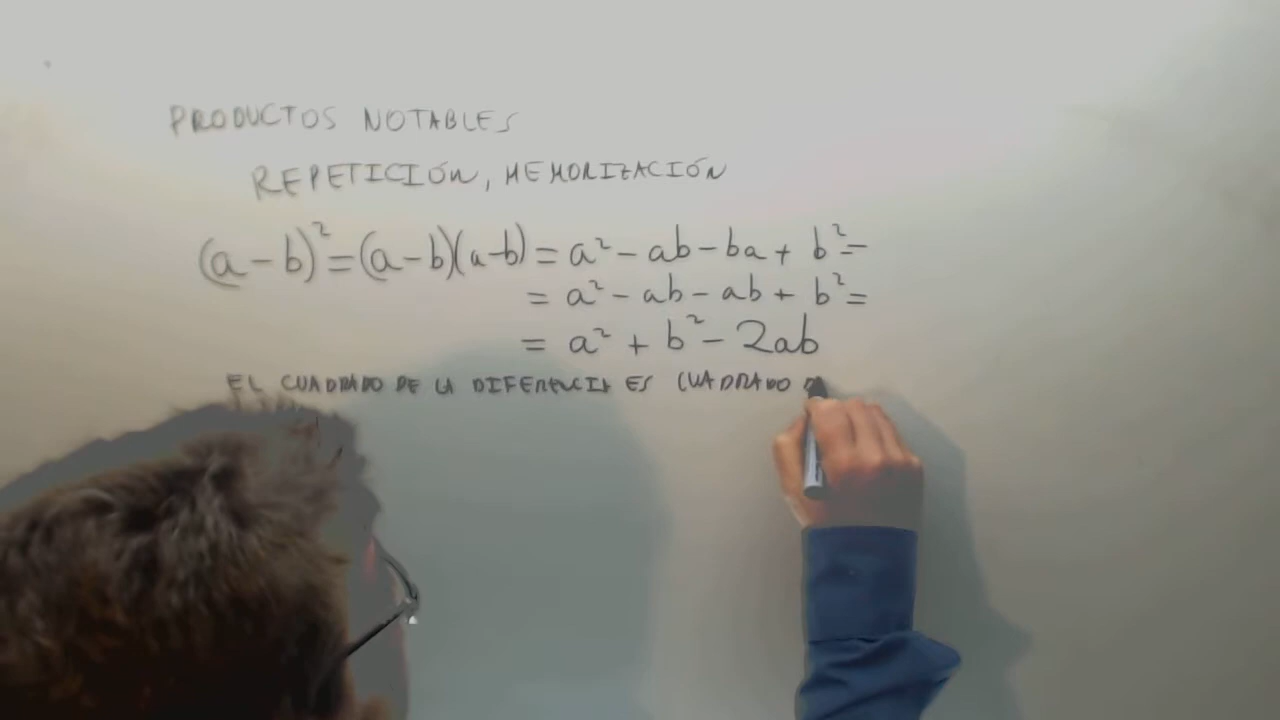 PRODUCTOS NOTABLES
REPETICIÓN, MEMORIZACIÓN
(a-b)²=(a-b)(a-b)=a²-ab-ba+b²=
=a²-ab-ab+b²=
=a²+b²-2ab
EL CUADRADO DE LA DIFERENCIA ES CUADRADO